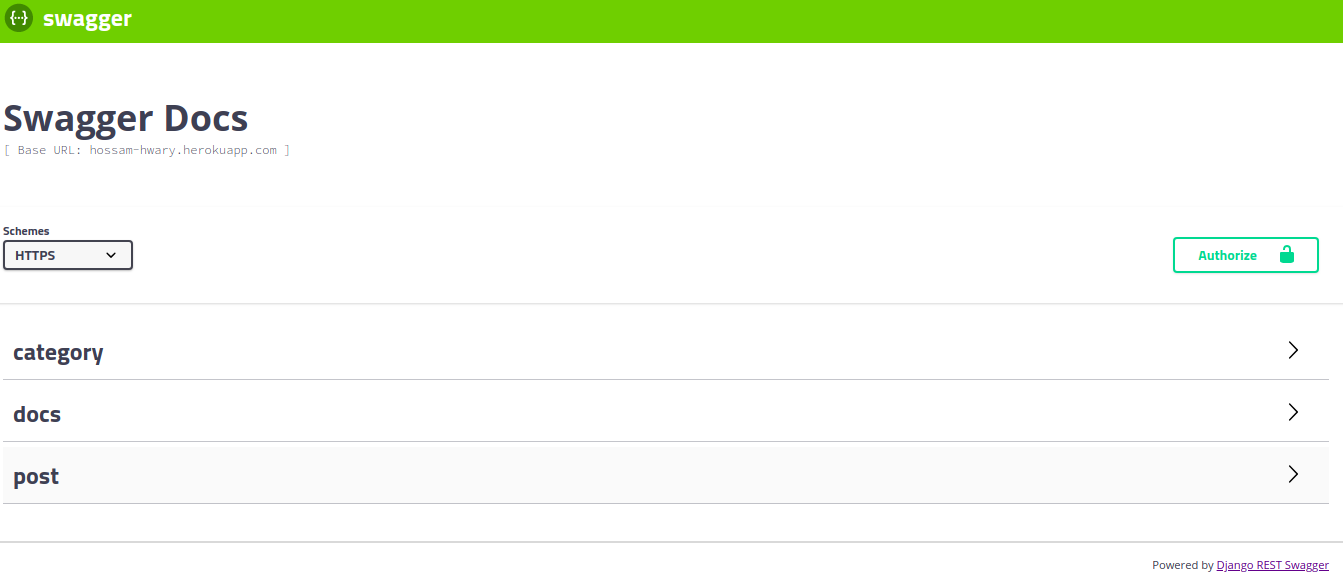 {···} swagger
Swagger Docs
[ Base URL: hossam-hwary.herokuapp.com ]
Schemes
HTTPS
Authorize
category
docs
post
Powered by Django REST Swagger